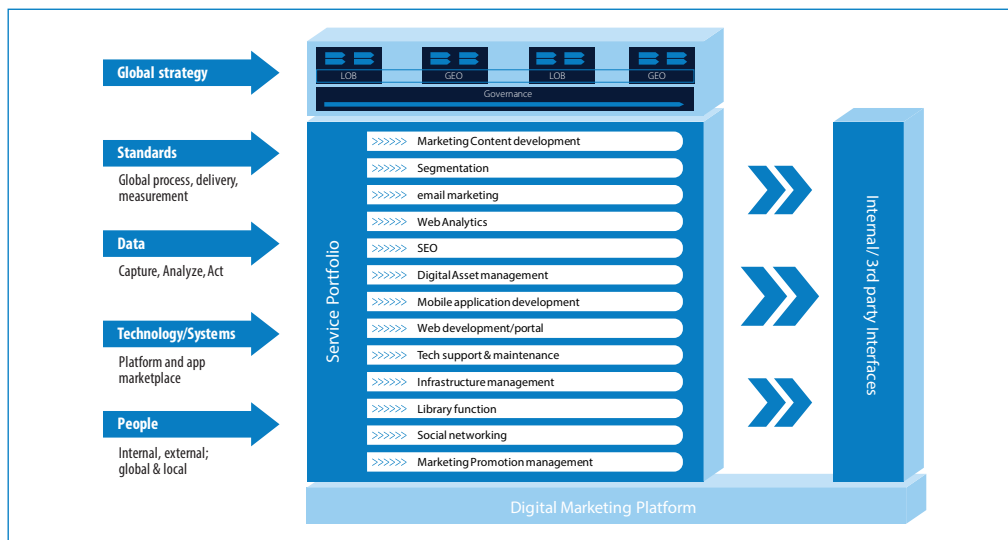 Global strategy
Standards
Global process, delivery,
measurement
Data
Capture, Analyze, Act
Technology/Systems
Platform and app
marketplace
People
Internal, external;
global & local
LOB
GEO
LOB
GEO
Governance
Service Portfolio
>>>>>> Marketing Content development
>>>>>> Segmentation
>>>>>> email marketing
>>>>>> Web Analytics
>>>>>> SEO
>>>>>> Digital Asset management
>>>>>> Mobile application development
>>>>>> Web development/portal
>>>>>> Tech support & maintenance
>>>>>> Infrastructure management
>>>>>> Library function
>>>>>> Social networking
>>>>>> Marketing Promotion management
Internal/ 3rd party Interfaces
Digital Marketing Platform